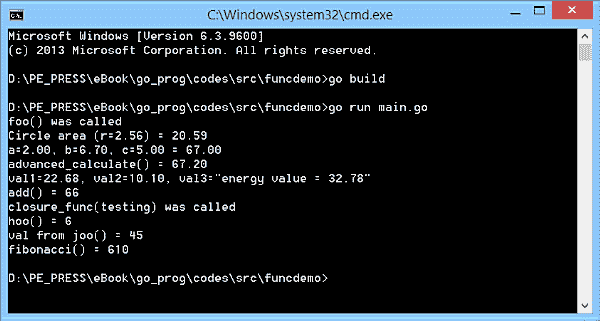 C:\Windows\system32\cmd.exe
Microsoft Windows [Version 6.3.9600]
(c) 2013 Microsoft Corporation. All rights reserved.
D:\PE_PRESS\eBook\go_prog\codes\src\funcdemo>go build
D:\PE_PRESS\eBook\go_prog\codes\src\funcdemo>go run main.go
foo() was called
Circle area (r=2.56) = 20.59
a=2.00, b=6.70, c=5.00 = 67.00
advanced_calculate() = 67.20
val1=22.68, val2=10.10, val3="energy value = 32.78"
add() = 66
closure_func(testing) was called
hoo() = 6
val from joo() = 45
fibonacci() = 610
D:\PE_PRESS\eBook\go_prog\codes\src\funcdemo>